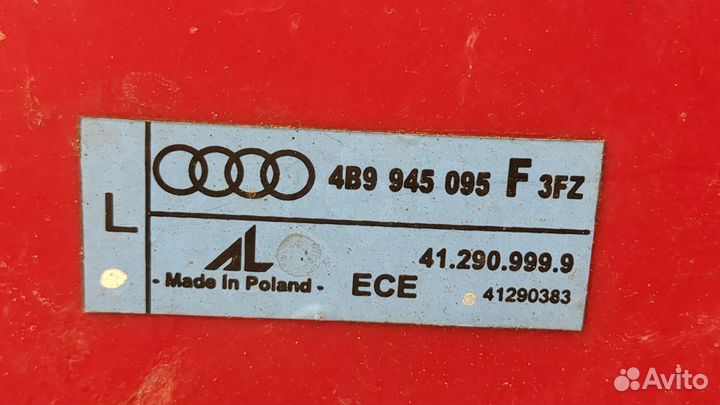 L
4B9 945 095 F 3FZ
AL
- Made In Poland - ECE
41.290.999.9
41290383
Avito